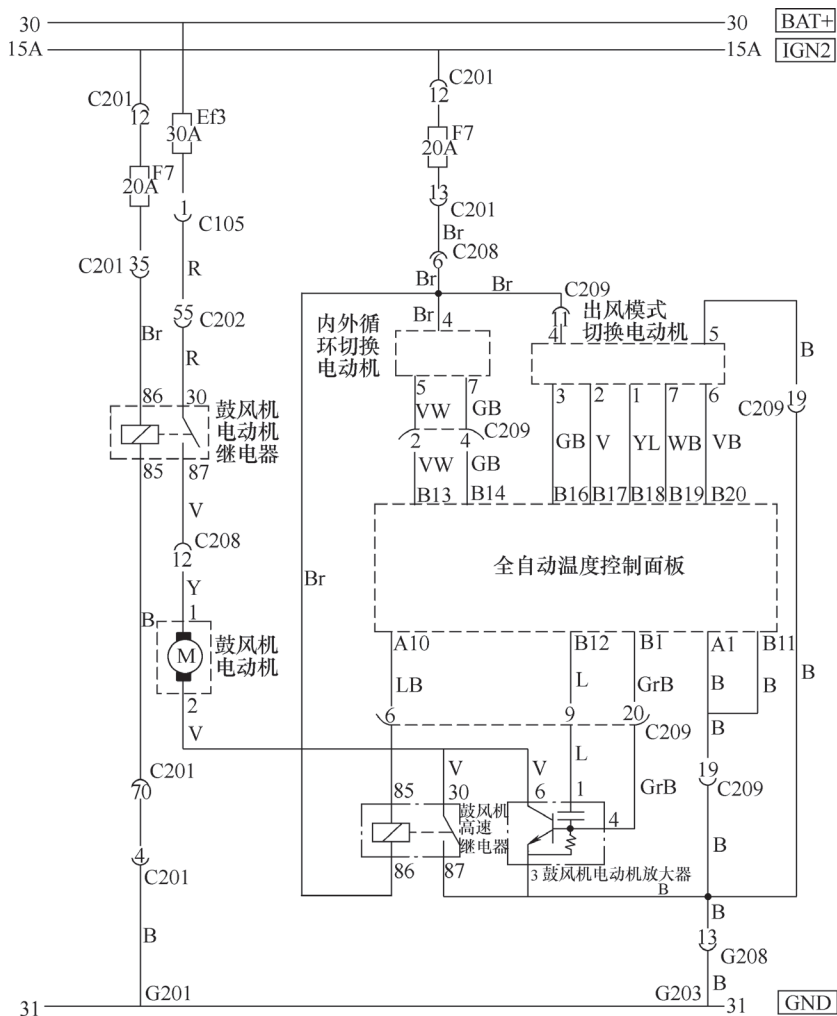 30 30 BAT+
15A 15A IGN2
C201
12
Ef3
30A
C201
12
F7
20A
F7
20A
1
C105
13
C201
Br
C201 35
R
6
C208
Br
Br
C209
55
C202
Br
R
Br
4
内外循
环切换
电动机
11
4
出风模式
切换电动机
5
B
86
30
鼓风机
电动机
继电器
85
87
5
7
VW
GB
2
4
C209
VW
GB
B13
B14
3
2
1
7
6
GB
V
YL
WB
VB
19
C209
B16
B17
B18
B19
B20
V
C208
12
Y
全自动温度控制面板
Br
B
1
M
鼓风机
电动机
2
V
A10
B12
B1
A1
B11
LB
L
GrB
B
B
B
6
9
20
C209
B
L
GrB
19
C209
C201
70
V
V
85
30
6
1
4
鼓风机
高速
继电器
86
87
3 鼓风机电动机放大器
B
B
4
C201
B
B
13
G208
B
G201
G203
31 31 GND